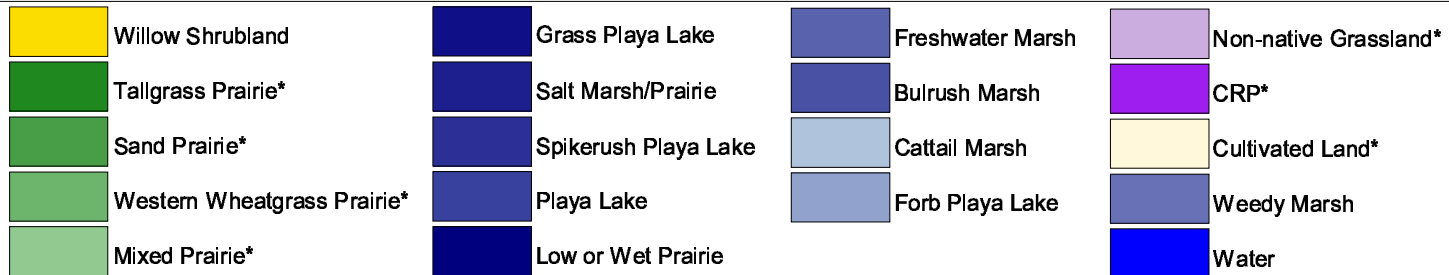 Willow Shrubland
Tallgrass Prairie*
Sand Prairie*
Western Wheatgrass Prairie*
Mixed Prairie*
Grass Playa Lake
Salt Marsh/Prairie
Spikerush Playa Lake
Playa Lake
Low or Wet Prairie
Freshwater Marsh
Bulrush Marsh
Cattail Marsh
Forb Playa Lake
Non-native Grassland*
CRP*
Cultivated Land*
Weedy Marsh
Water